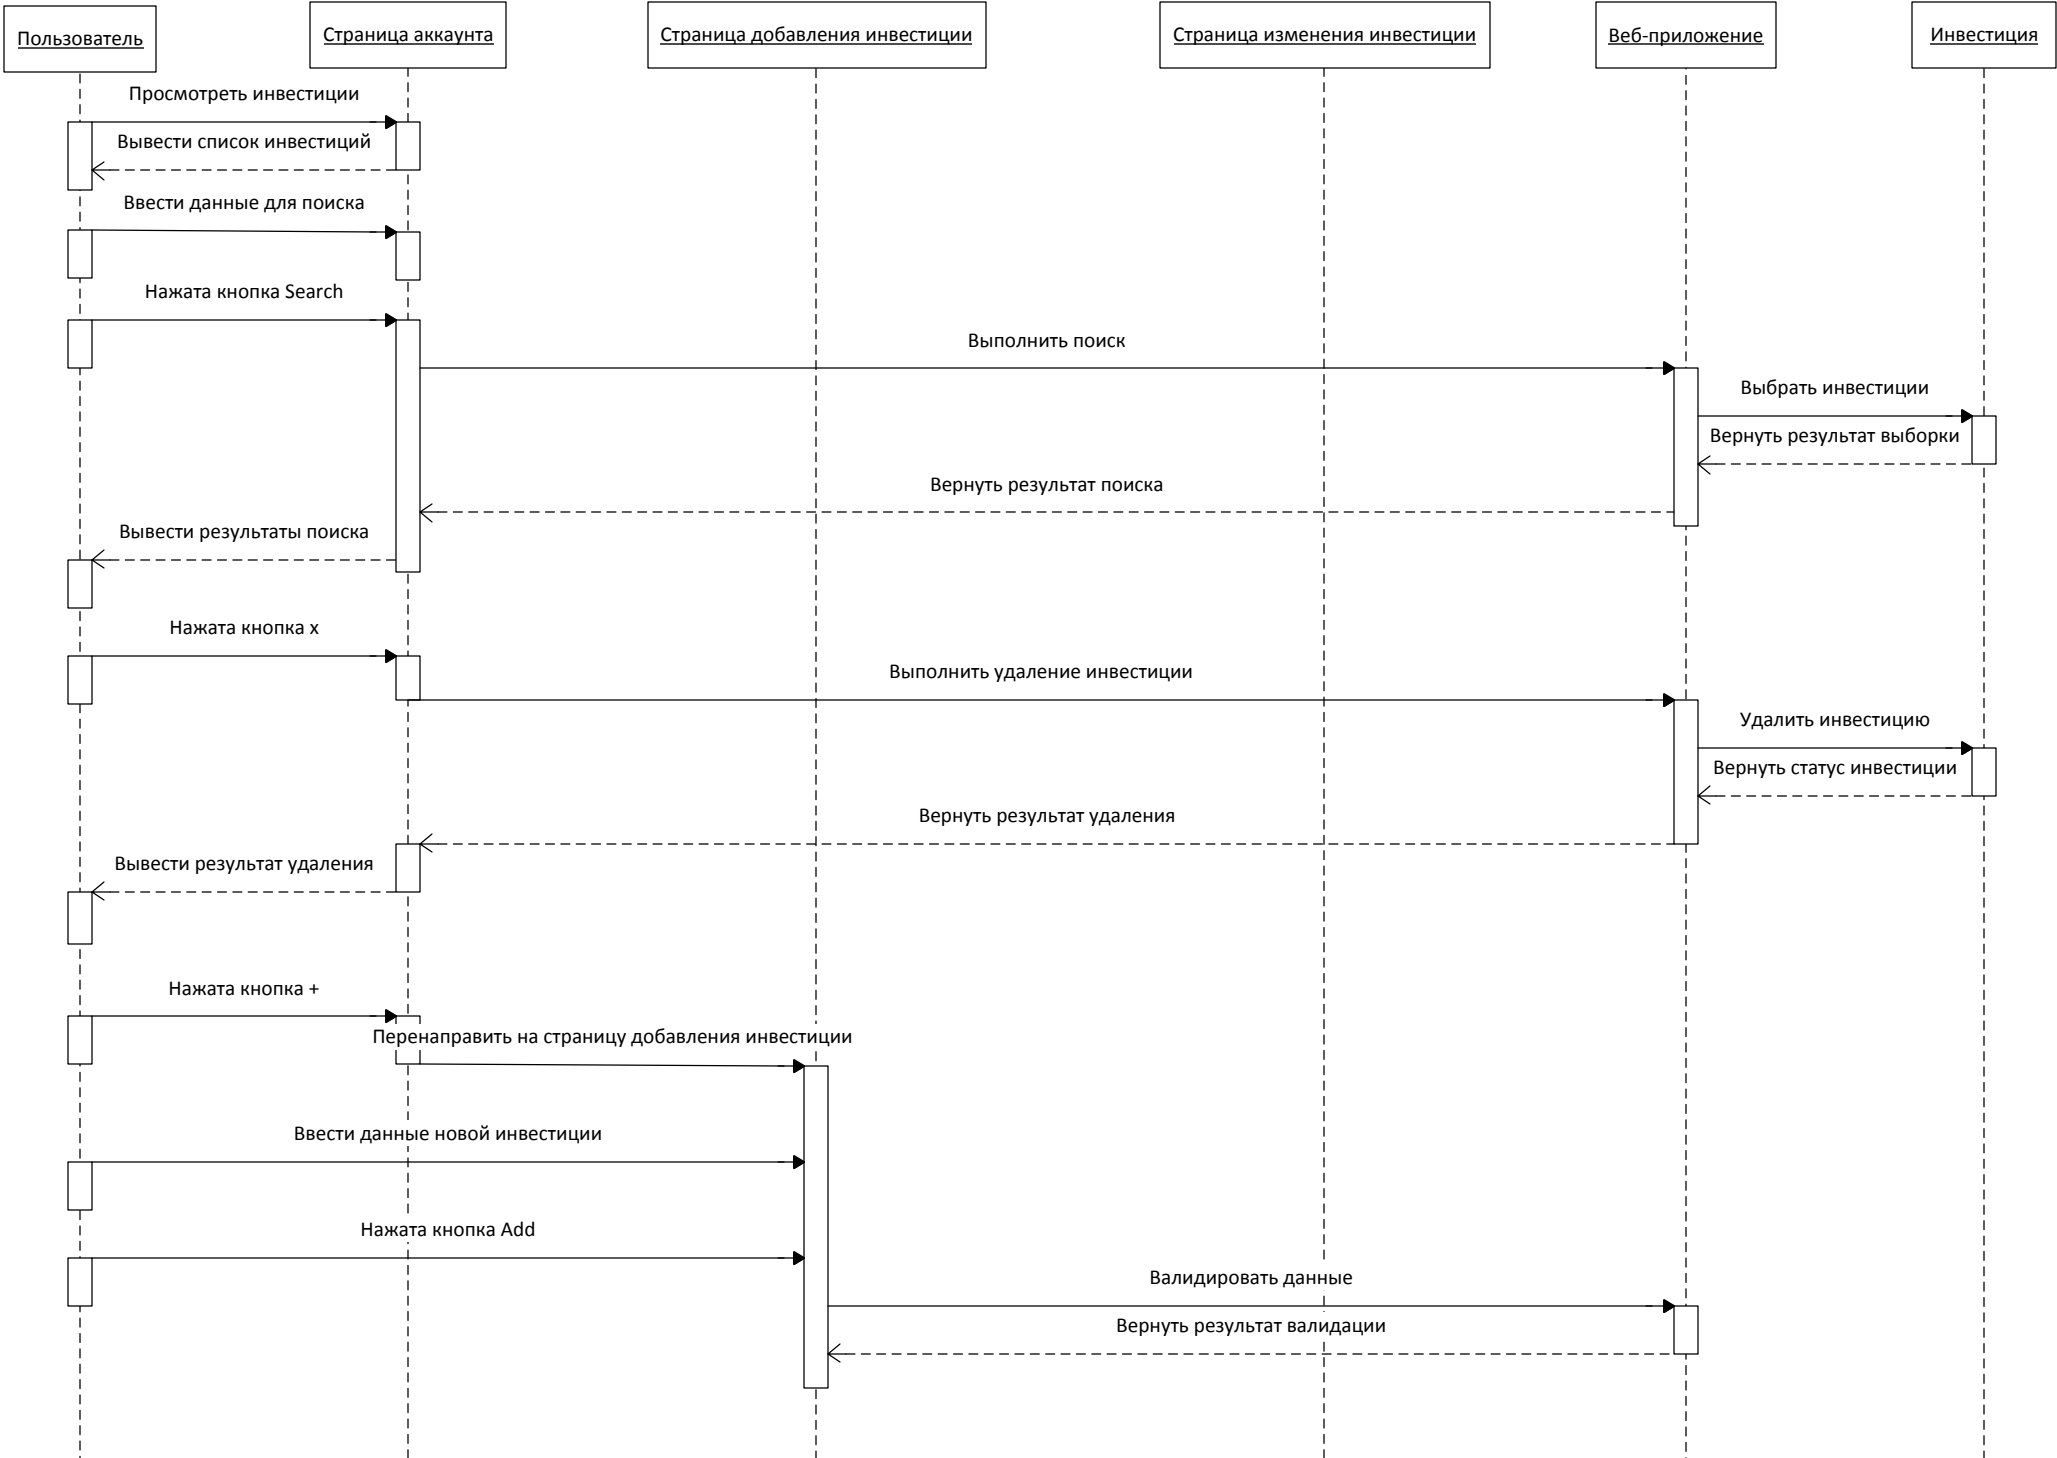 Пользователь
Страница аккаунта
Страница добавления инвестиции
Страница изменения инвестиции
Веб-приложение
Инвестиция
Просмотреть инвестиции
Вывести список инвестиций
Ввести данные для поиска
Нажата кнопка Search
Выполнить поиск
Выбрать инвестиции
Вернуть результат выборки
Вернуть результат поиска
Вывести результаты поиска
Нажата кнопка x
Выполнить удаление инвестиции
Удалить инвестицию
Вернуть статус инвестиции
Вернуть результат удаления
Вывести результат удаления
Нажата кнопка +
Перенаправить на страницу добавления инвестиции
Ввести данные новой инвестиции
Нажата кнопка Add
Валидировать данные
Вернуть результат валидации